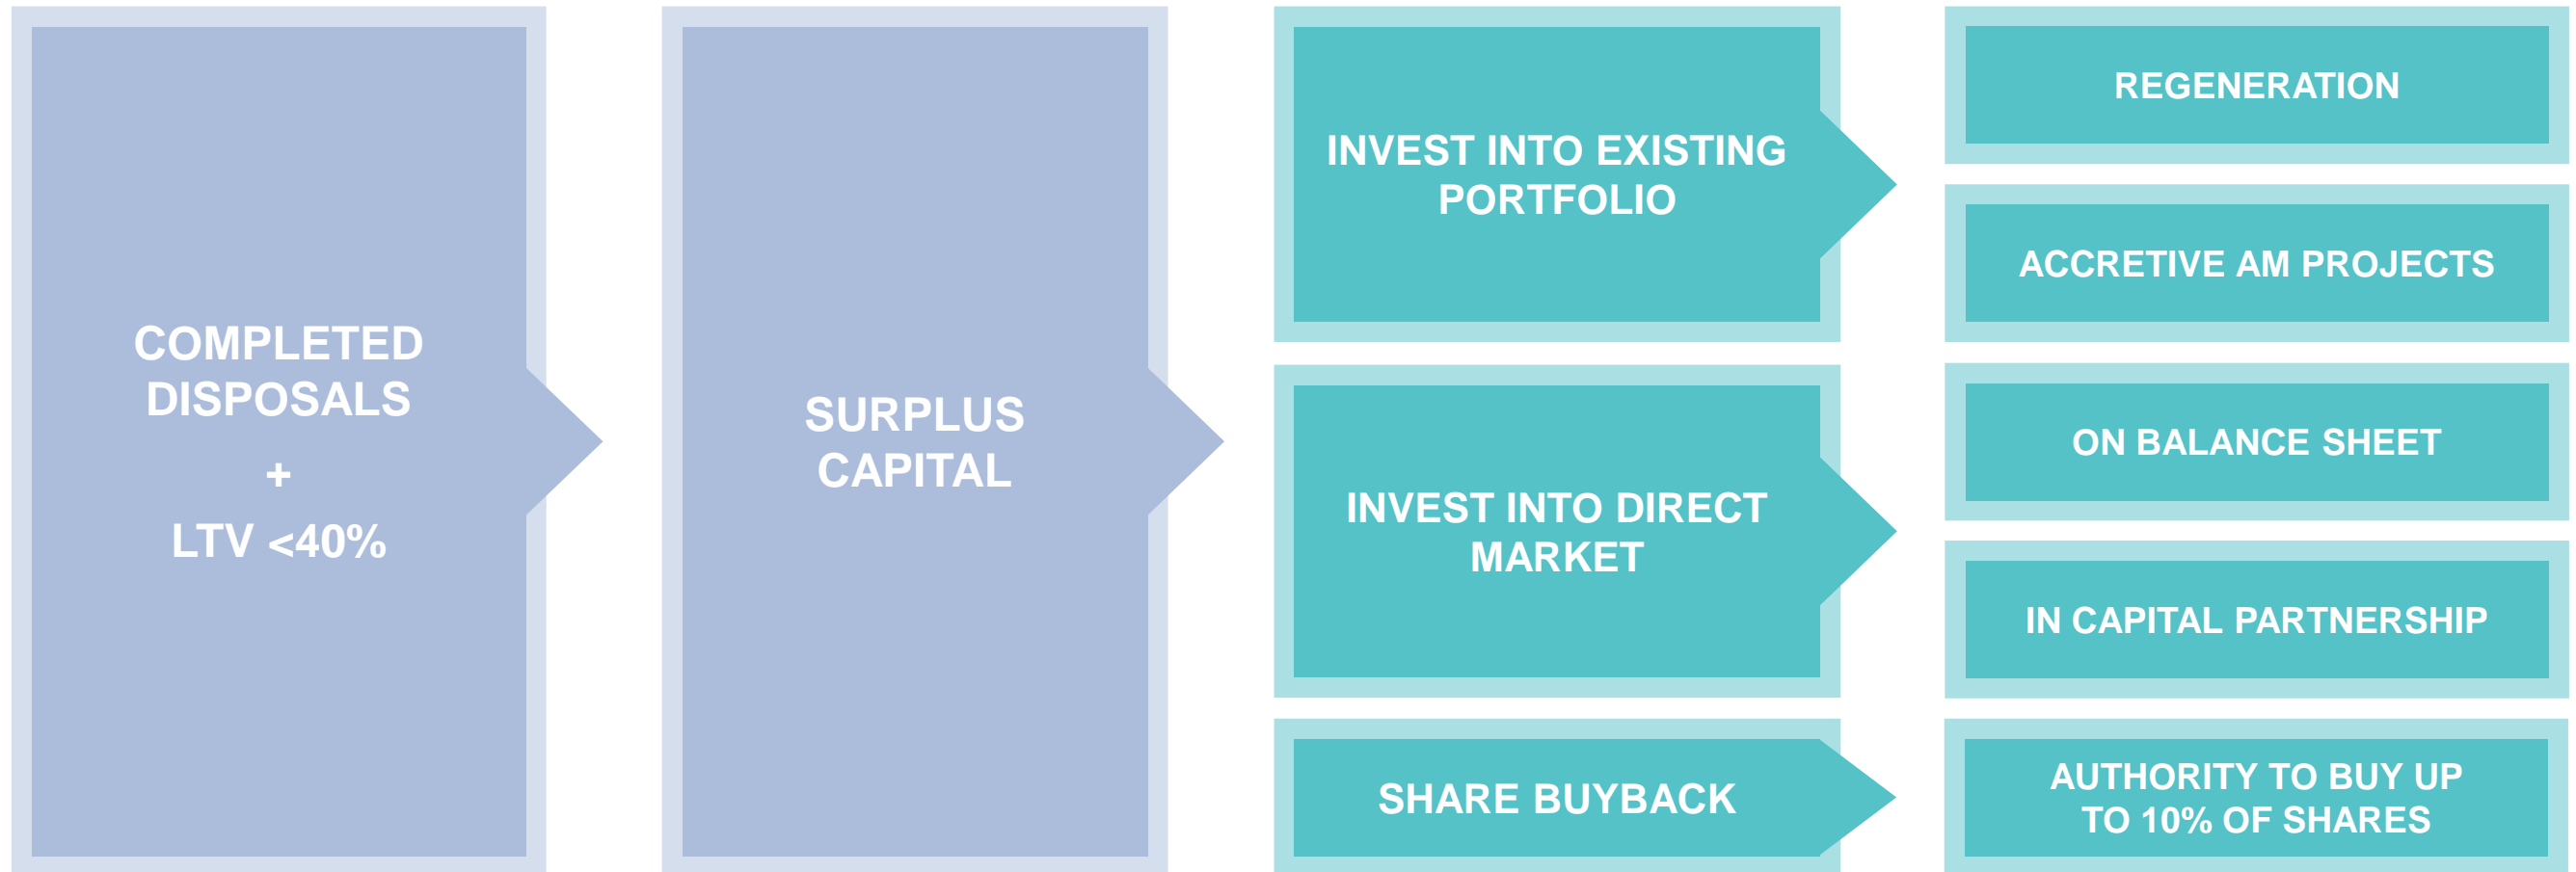 COMPLETED
DISPOSALS
+
LTV <40%
SURPLUS
CAPITAL
INVEST INTO EXISTING
PORTFOLIO
REGENERATION
ACCRETIVE AM PROJECTS
INVEST INTO DIRECT
MARKET
ON BALANCE SHEET
IN CAPITAL PARTNERSHIP
SHARE BUYBACK
AUTHORITY TO BUY UP
TO 10% OF SHARES